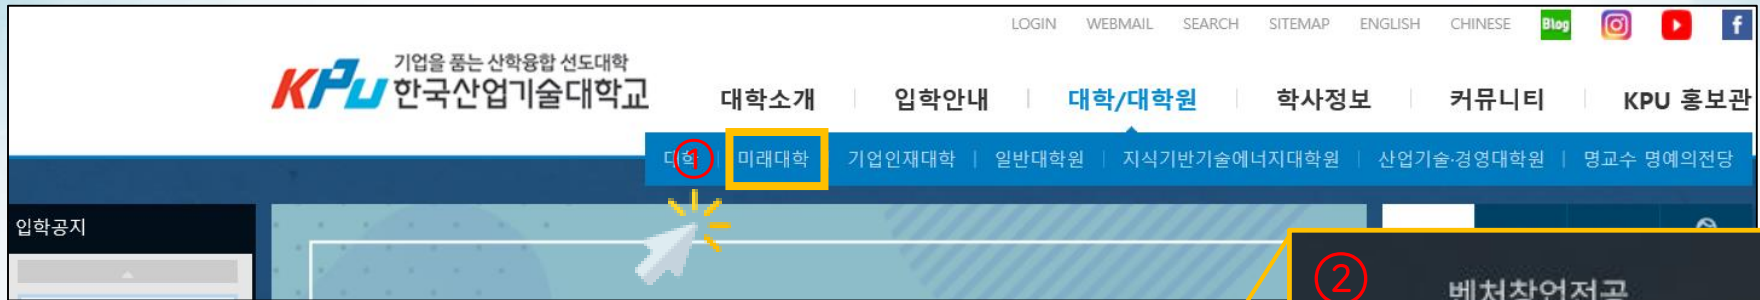 LOGIN WEBMAIL SEARCH SITEMAP ENGLISH CHINESE Blog
기업을 품는 산학융합 선도대학
KPU 한국산업기술대학교
대학소개 입학안내 대학/대학원 학사정보 커뮤니티 KPU 홍보관
대학 ① 미래대학 기업인재대학 일반대학원 지식기반기술에너지대학원 산업기술·경영대학원 명교수 명예의전당
입학공지
②
벤처창업전공